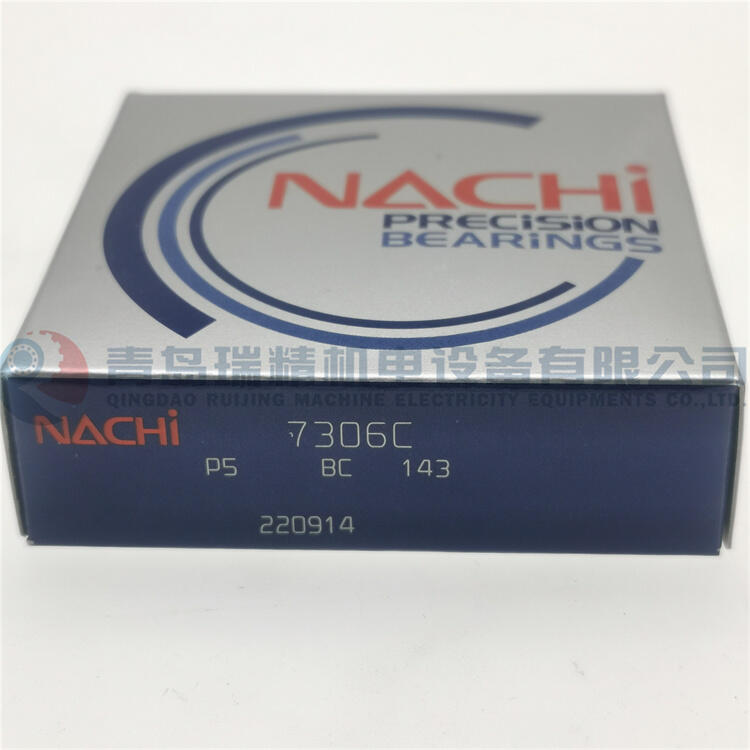 NACHi
PRECiSiON
BEARiNGS
青岛瑞精机电设备有限公司
QINGDAO RUIJING MACHINE ELECTRICITY EQUIPMENTS CO.,LTD.
NACHi 7306C
P5 BC 143
220914